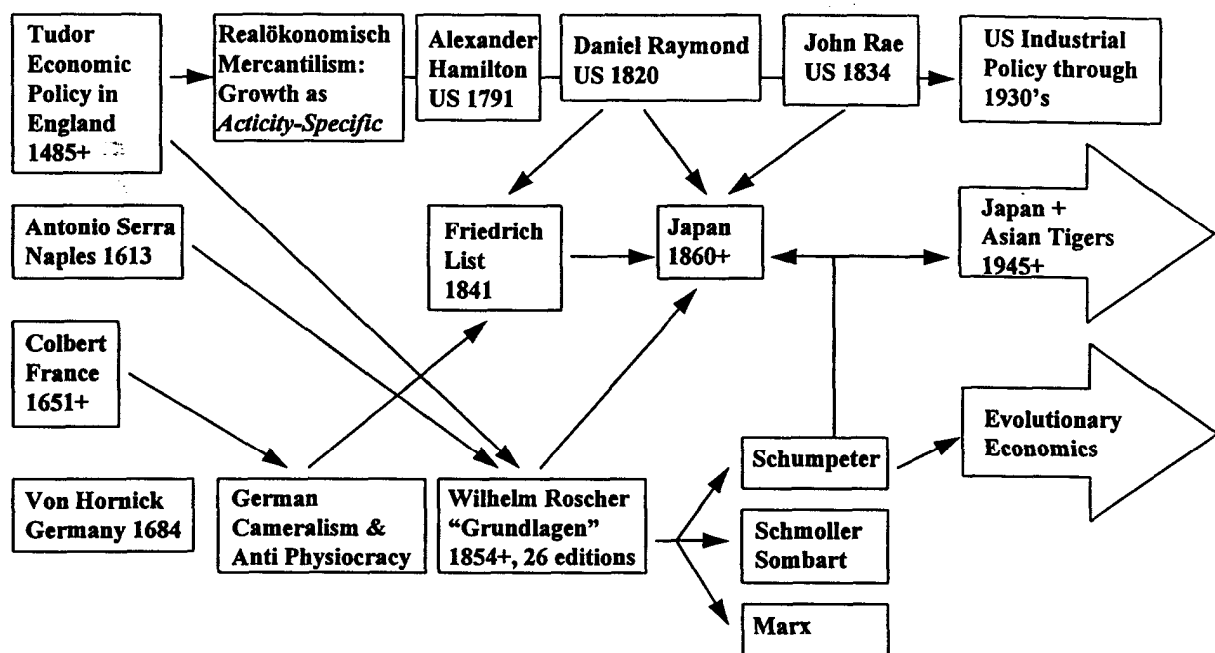 Tudor
Economic
Policy in
England
1485+
Realökonomisch
Mercantilism:
Growth as
Acticity-Specific
Alexander
Hamilton
US 1791
Daniel Raymond
US 1820
John Rae
US 1834
US Industrial
Policy through
1930's
Antonio Serra
Naples 1613
Friedrich
List
1841
Japan
1860+
Japan +
Asian Tigers
1945+
Colbert
France
1651+
Von Hornick
Germany 1684
German
Cameralism &
Anti Physiocracy
Wilhelm Roscher
“Grundlagen”
1854+, 26 editions
Schumpeter
Schmoller
Sombart
Marx
Evolutionary
Economics